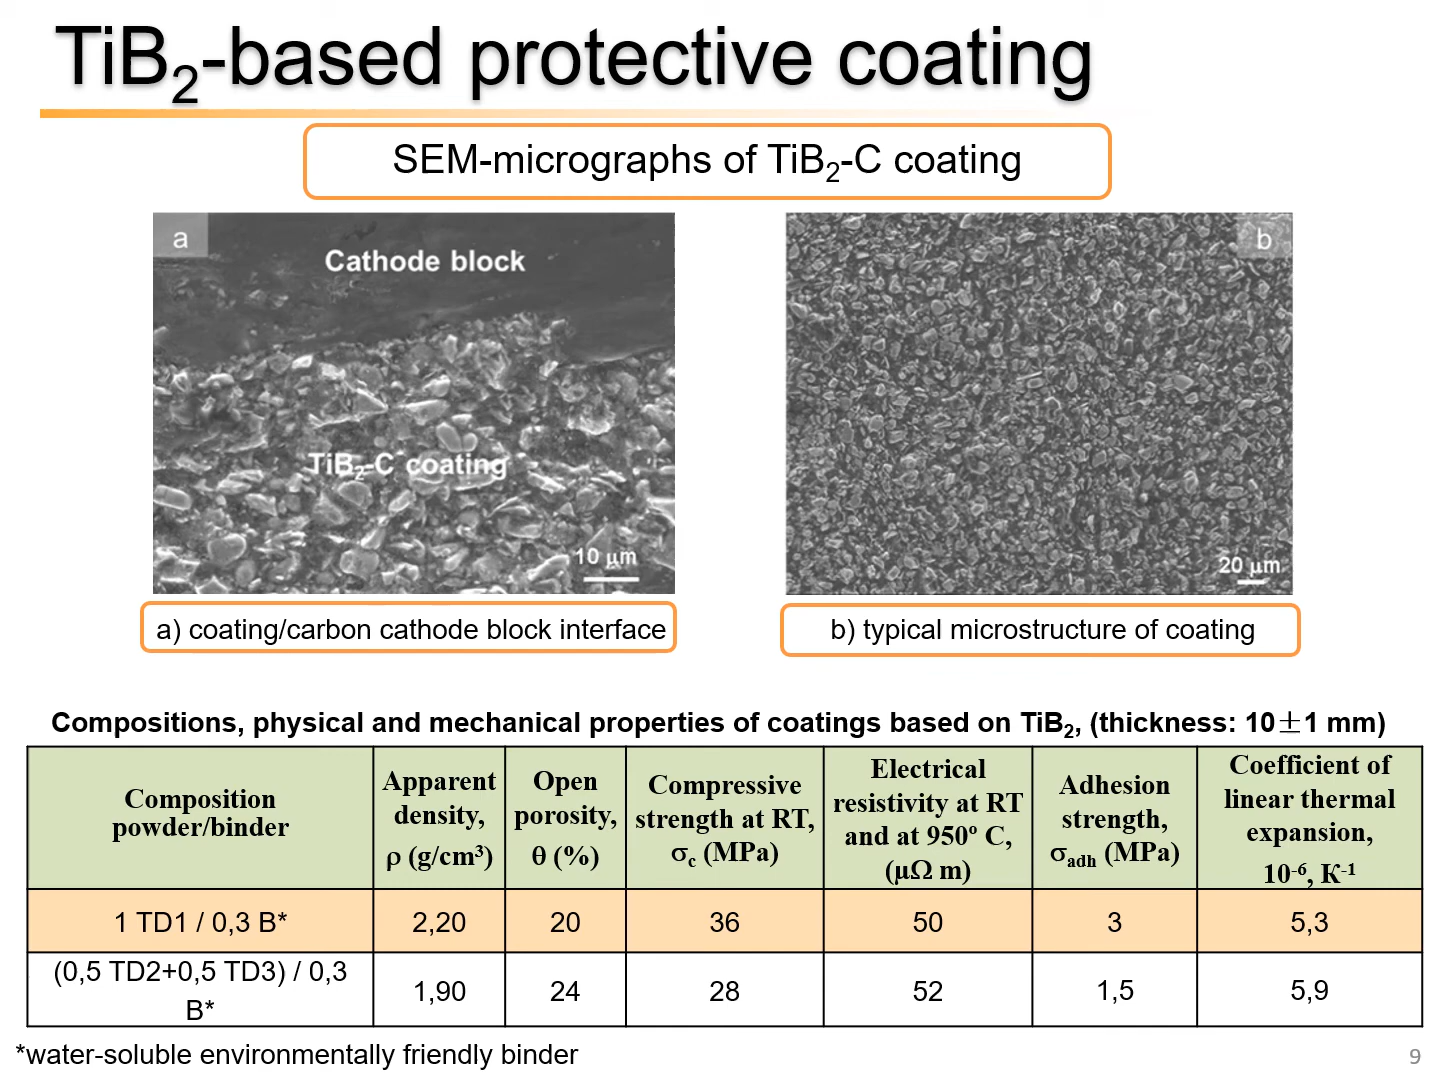 TiB₂-based protective coating
SEM-micrographs of TiB₂-C coating
a
Cathode block
TiB₂-C coating
10 μm
b
20 μm
a) coating/carbon cathode block interface
b) typical microstructure of coating
Compositions, physical and mechanical properties of coatings based on TiB₂, (thickness: 10±1 mm)
Composition
powder/binder
Apparent
density,
ρ (g/cm³)
Open
porosity,
θ (%)
Compressive
strength at RT,
σc (MPa)
Electrical
resistivity at RT
and at 950º C,
(μΩ m)
Adhesion
strength,
σadh (MPa)
Coefficient of
linear thermal
expansion,
10⁻⁶, K⁻¹
1 TD1 / 0,3 B*
2,20
20
36
50
3
5,3
(0,5 TD2+0,5 TD3) / 0,3
B*
1,90
24
28
52
1,5
5,9
*water-soluble environmentally friendly binder
9